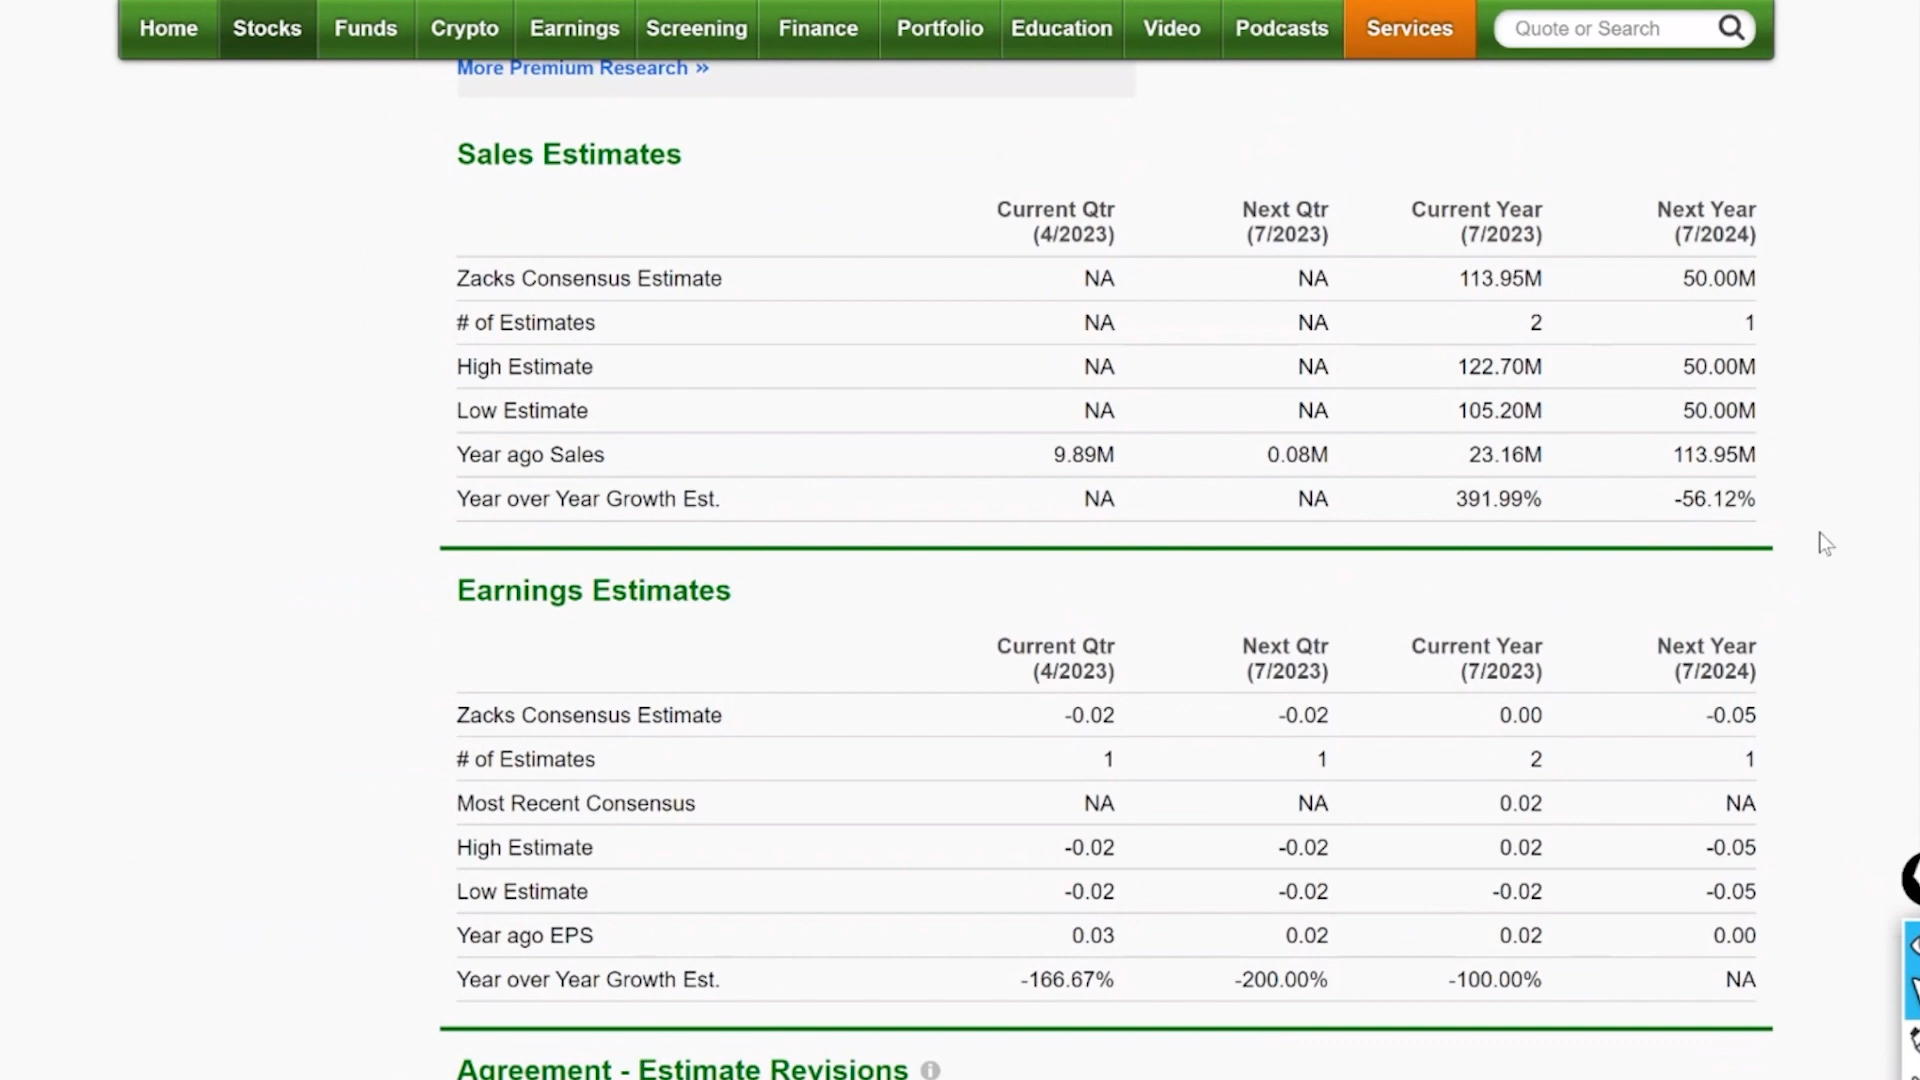 Home Stocks Funds Crypto Earnings Screening Finance Portfolio Education Video Podcasts Services Quote or Search
More Premium Research »
Sales Estimates
Current Qtr Next Qtr Current Year Next Year
(4/2023) (7/2023) (7/2023) (7/2024)
Zacks Consensus Estimate NA NA 113.95M 50.00M
# of Estimates NA NA 2 1
High Estimate NA NA 122.70M 50.00M
Low Estimate NA NA 105.20M 50.00M
Year ago Sales 9.89M 0.08M 23.16M 113.95M
Year over Year Growth Est. NA NA 391.99% -56.12%
Earnings Estimates
Current Qtr Next Qtr Current Year Next Year
(4/2023) (7/2023) (7/2023) (7/2024)
Zacks Consensus Estimate -0.02 -0.02 0.00 -0.05
# of Estimates 1 1 2 1
Most Recent Consensus NA NA 0.02 NA
High Estimate -0.02 -0.02 0.02 -0.05
Low Estimate -0.02 -0.02 -0.02 -0.05
Year ago EPS 0.03 0.02 0.02 0.00
Year over Year Growth Est. -166.67% -200.00% -100.00% NA
Agreement - Estimate Revisions